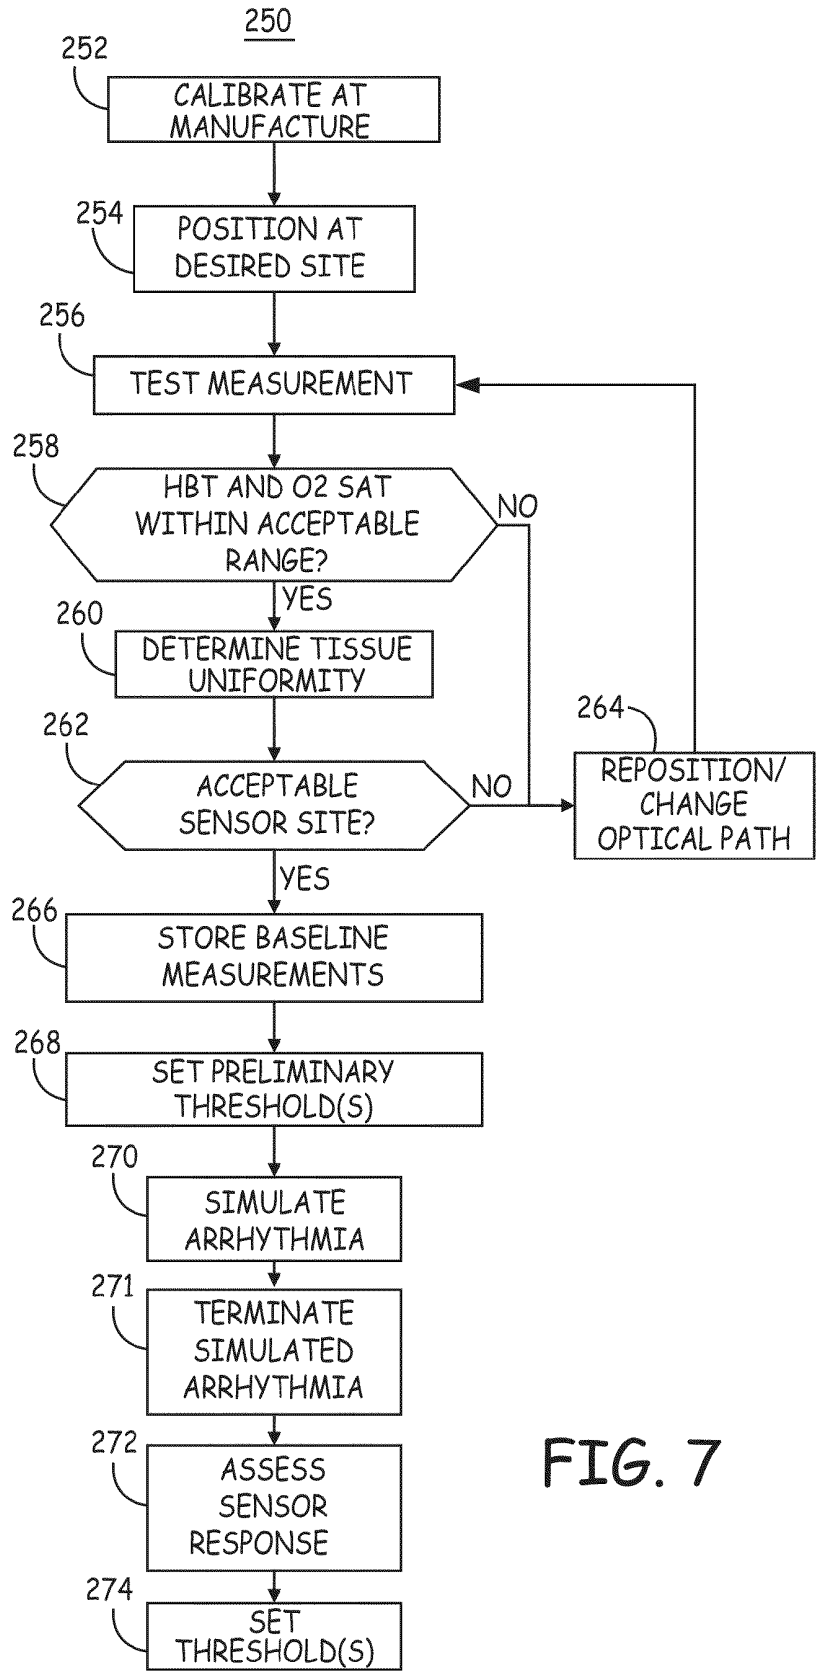 250
252
CALIBRATE AT
MANUFACTURE
254
POSITION AT
DESIRED SITE
256
TEST MEASUREMENT
258
HBT AND O2 SAT
WITHIN ACCEPTABLE
RANGE?
NO
YES
260
DETERMINE TISSUE
UNIFORMITY
262
ACCEPTABLE
SENSOR SITE?
NO
264
REPOSITION/
CHANGE
OPTICAL PATH
YES
266
STORE BASELINE
MEASUREMENTS
268
SET PRELIMINARY
THRESHOLD(S)
270
SIMULATE
ARRHYTHMIA
271
TERMINATE
SIMULATED
ARRHYTHMIA
272
ASSESS
SENSOR
RESPONSE
274
SET
THRESHOLD(S)
FIG. 7